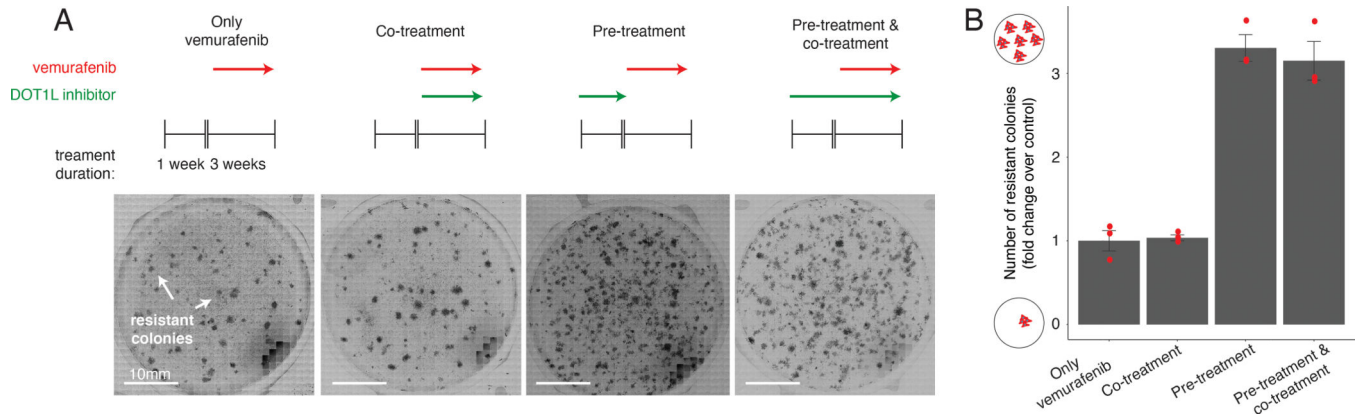 A
Only
vemurafenib
Co-treatment
Pre-treatment
Pre-treatment &
co-treatment
vemurafenib
DOT1L inhibitor
treament
duration:
1 week 3 weeks
resistant
colonies
10mm
B
Number of resistant colonies
(fold change over control)
3
2
1
0
Only
vemurafenib
Co-treatment
Pre-treatment
Pre-treatment &
co-treatment